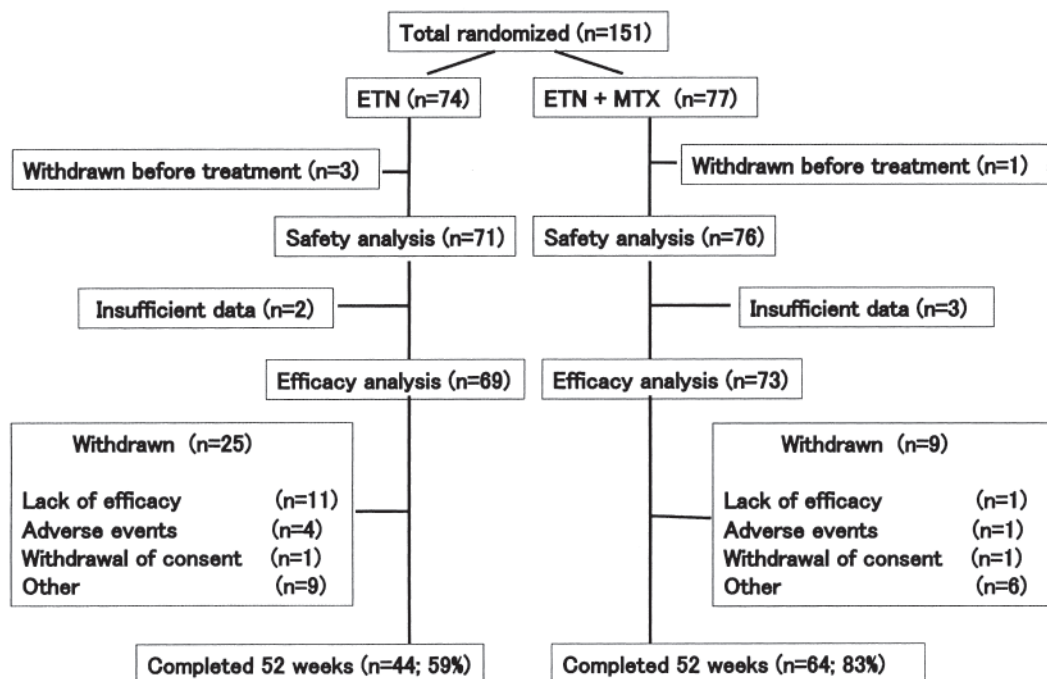 Total randomized (n=151)
ETN (n=74)
ETN + MTX (n=77)
Withdrawn before treatment (n=3)
Withdrawn before treatment (n=1)
Safety analysis (n=71)
Safety analysis (n=76)
Insufficient data (n=2)
Insufficient data (n=3)
Efficacy analysis (n=69)
Efficacy analysis (n=73)
Withdrawn (n=25)
Lack of efficacy (n=11)
Adverse events (n=4)
Withdrawal of consent (n=1)
Other (n=9)
Withdrawn (n=9)
Lack of efficacy (n=1)
Adverse events (n=1)
Withdrawal of consent (n=1)
Other (n=6)
Completed 52 weeks (n=44; 59%)
Completed 52 weeks (n=64; 83%)